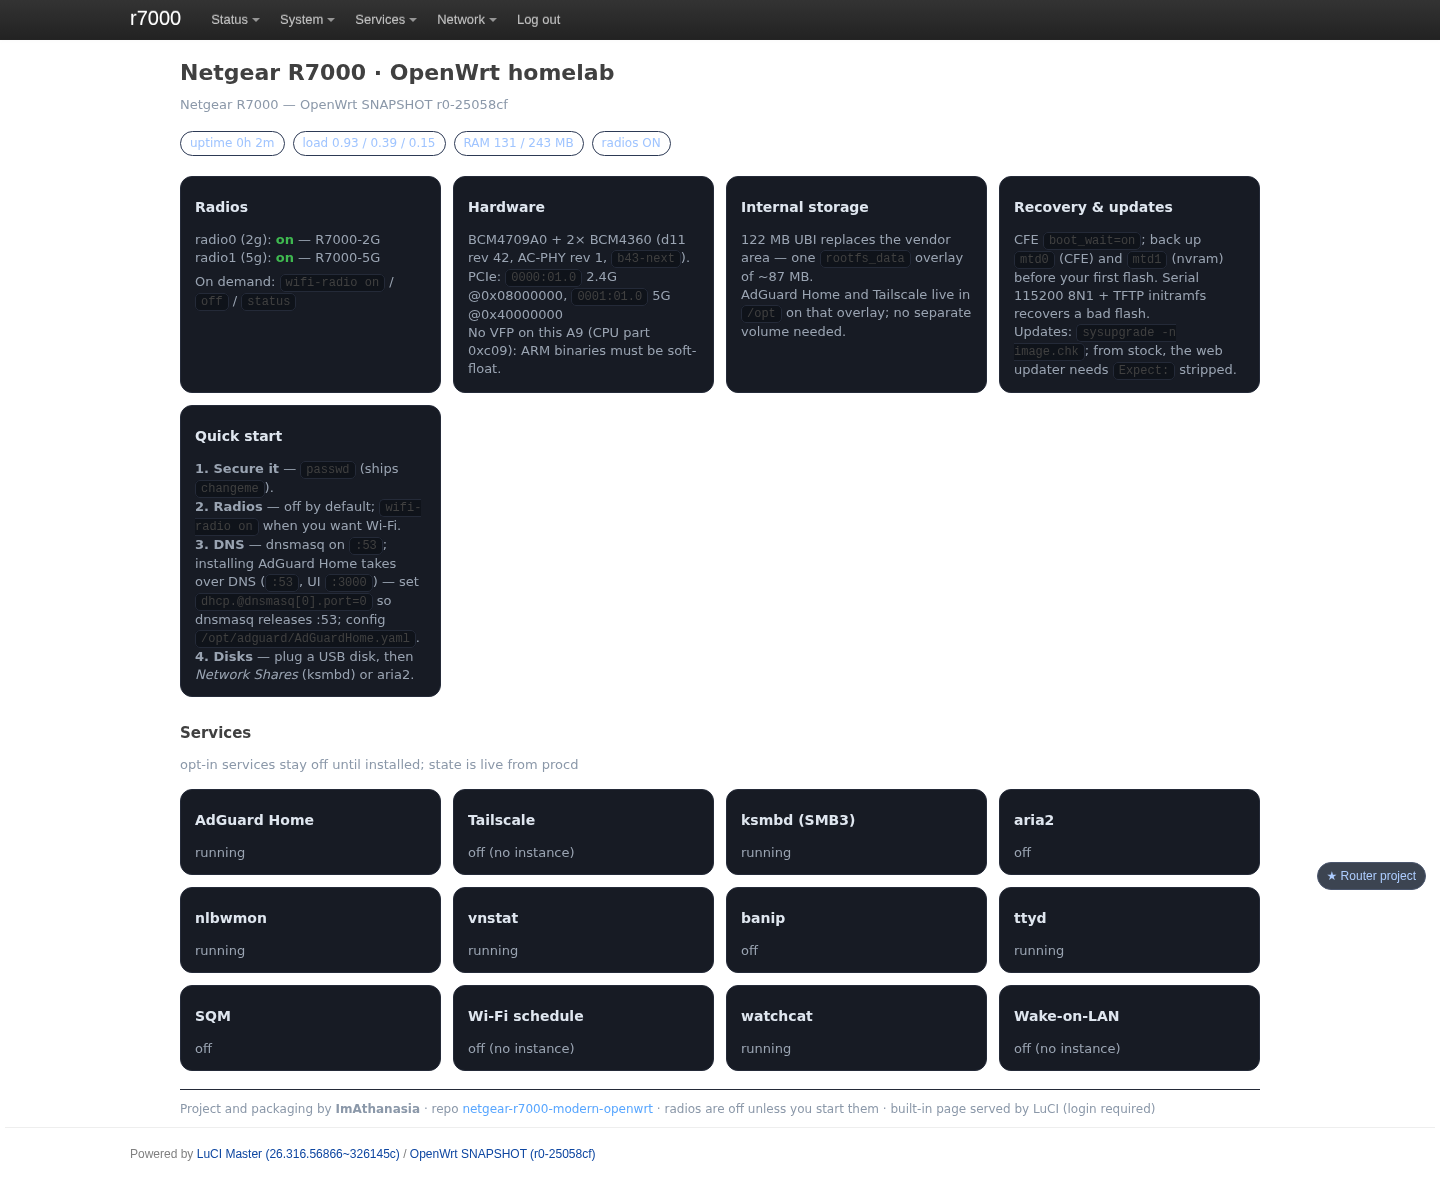 r7000 Status System Services Network Log out
Netgear R7000 · OpenWrt homelab
Netgear R7000 — OpenWrt SNAPSHOT r0-25058cf
uptime 0h 2m load 0.93 / 0.39 / 0.15 RAM 131 / 243 MB radios ON
Radios
radio0 (2g): on — R7000-2G
radio1 (5g): on — R7000-5G
On demand: wifi-radio on /
off / status
Hardware
BCM4709A0 + 2× BCM4360 (d11
rev 42, AC-PHY rev 1, b43-next).
PCIe: 0000:01.0 2.4G
@0x08000000, 0001:01.0 5G
@0x40000000
No VFP on this A9 (CPU part
0xc09): ARM binaries must be soft-
float.
Internal storage
122 MB UBI replaces the vendor
area — one rootfs_data overlay
of ~87 MB.
AdGuard Home and Tailscale live in
/opt on that overlay; no separate
volume needed.
Recovery & updates
CFE boot_wait=on; back up
mtd0 (CFE) and mtd1 (nvram)
before your first flash. Serial
115200 8N1 + TFTP initramfs
recovers a bad flash.
Updates: sysupgrade -n
image.chk; from stock, the web
updater needs Expect: stripped.
Quick start
1. Secure it — passwd (ships
changeme).
2. Radios — off by default; wifi-
radio on when you want Wi-Fi.
3. DNS — dnsmasq on :53;
installing AdGuard Home takes
over DNS (:53, UI :3000) — set
dhcp.@dnsmasq[0].port=0 so
dnsmasq releases :53; config
/opt/adguard/AdGuardHome.yaml.
4. Disks — plug a USB disk, then
Network Shares (ksmbd) or aria2.
Services
opt-in services stay off until installed; state is live from procd
AdGuard Home
running
Tailscale
off (no instance)
ksmbd (SMB3)
running
aria2
off
★ Router project
nlbwmon
running
vnstat
running
banip
off
ttyd
running
SQM
off
Wi-Fi schedule
off (no instance)
watchcat
running
Wake-on-LAN
off (no instance)
Project and packaging by ImAthanasia · repo netgear-r7000-modern-openwrt · radios are off unless you start them · built-in page served by LuCI (login required)
Powered by LuCI Master (26.316.56866~326145c) / OpenWrt SNAPSHOT (r0-25058cf)